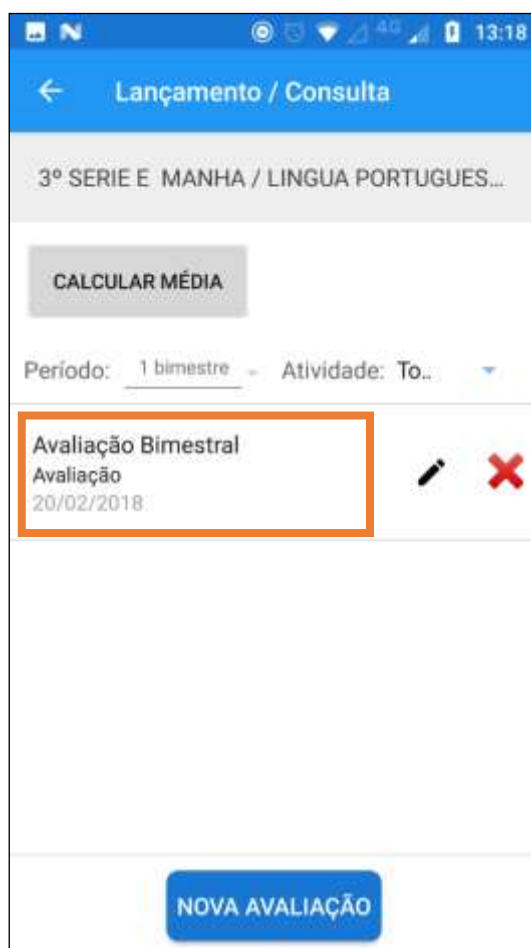 4G 13:18
Lançamento / Consulta
3º SERIE E MANHA / LINGUA PORTUGUES...
CALCULAR MÉDIA
Período: 1 bimestre Atividade: To..
Avaliação Bimestral
Avaliação
20/02/2018
NOVA AVALIAÇÃO